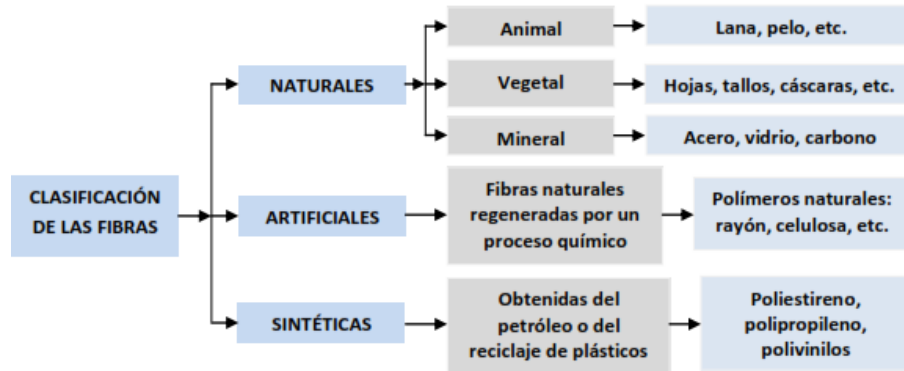 CLASIFICACIÓN
DE LAS FIBRAS
NATURALES
Animal
Lana, pelo, etc.
Vegetal
Hojas, tallos, cáscaras, etc.
Mineral
Acero, vidrio, carbono
ARTIFICIALES
Fibras naturales
regeneradas por un
proceso químico
Polímeros naturales:
rayón, celulosa, etc.
SINTÉTICAS
Obtenidas del
petróleo o del
reciclaje de plásticos
Poliestireno,
polipropileno,
polivinilos